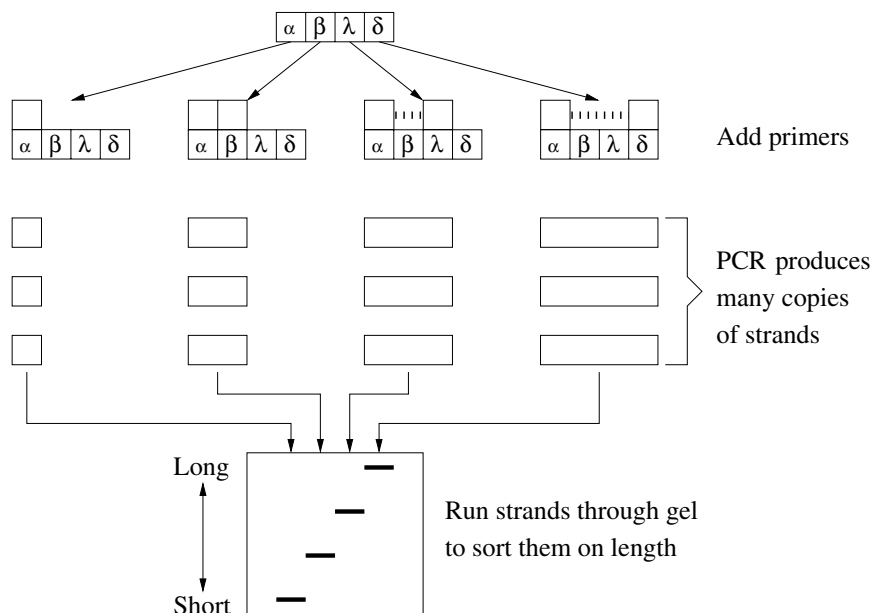 α β λ δ
α β λ δ
α β λ δ
α β λ δ
α β λ δ
Add primers
PCR produces
many copies
of strands
Long
Short
Run strands through gel
to sort them on length